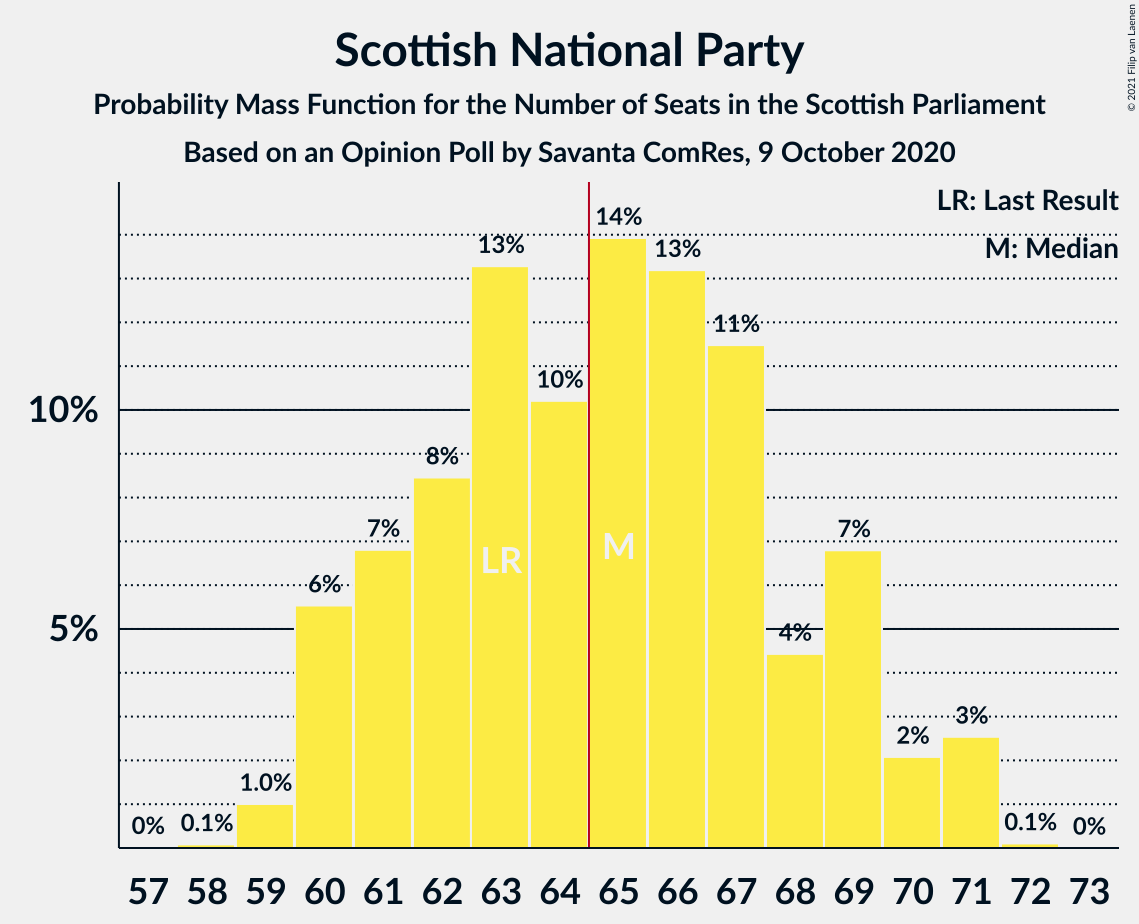 Scottish National Party
Probability Mass Function for the Number of Seats in the Scottish Parliament
Based on an Opinion Poll by Savanta ComRes, 9 October 2020
© 2021 Filip van Laenen
LR: Last Result
M: Median
10%
5%
0%
0.1%
1.0%
6%
7%
8%
13%
10%
14%
13%
11%
4%
7%
2%
3%
0.1%
0%
LR
M
57 58 59 60 61 62 63 64 65 66 67 68 69 70 71 72 73